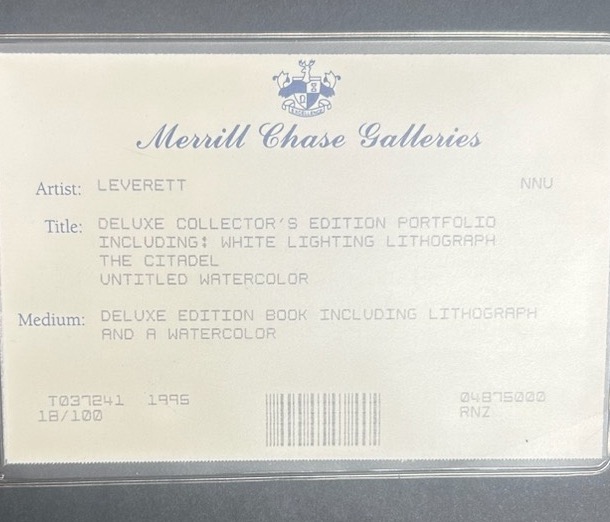 EXCELLENCE
Merrill Chase Galleries
Artist: LEVERETT NNU
Title: DELUXE COLLECTOR'S EDITION PORTFOLIO
INCLUDING: WHITE LIGHTING LITHOGRAPH
THE CITADEL
UNTITLED WATERCOLOR
Medium: DELUXE EDITION BOOK INCLUDING LITHOGRAPH
AND A WATERCOLOR
T037241 1995 04875000
18/100 RNZ